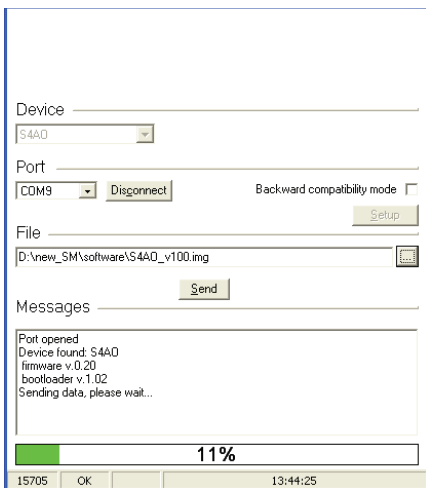 Device
S4AO
Port
COM9 Disconnect Backward compatibility mode
Setup
File
D:\new_SM\software\S4AO_v100.img ...
Send
Messages
Port opened
Device found: S4AO
firmware v.0.20
bootloader v.1.02
Sending data, please wait...
11%
15705 OK 13:44:25